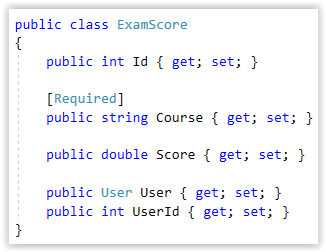 public class ExamScore
{
public int Id { get; set; }
[Required]
public string Course { get; set; }
public double Score { get; set; }
public User User { get; set; }
public int UserId { get; set; }
}